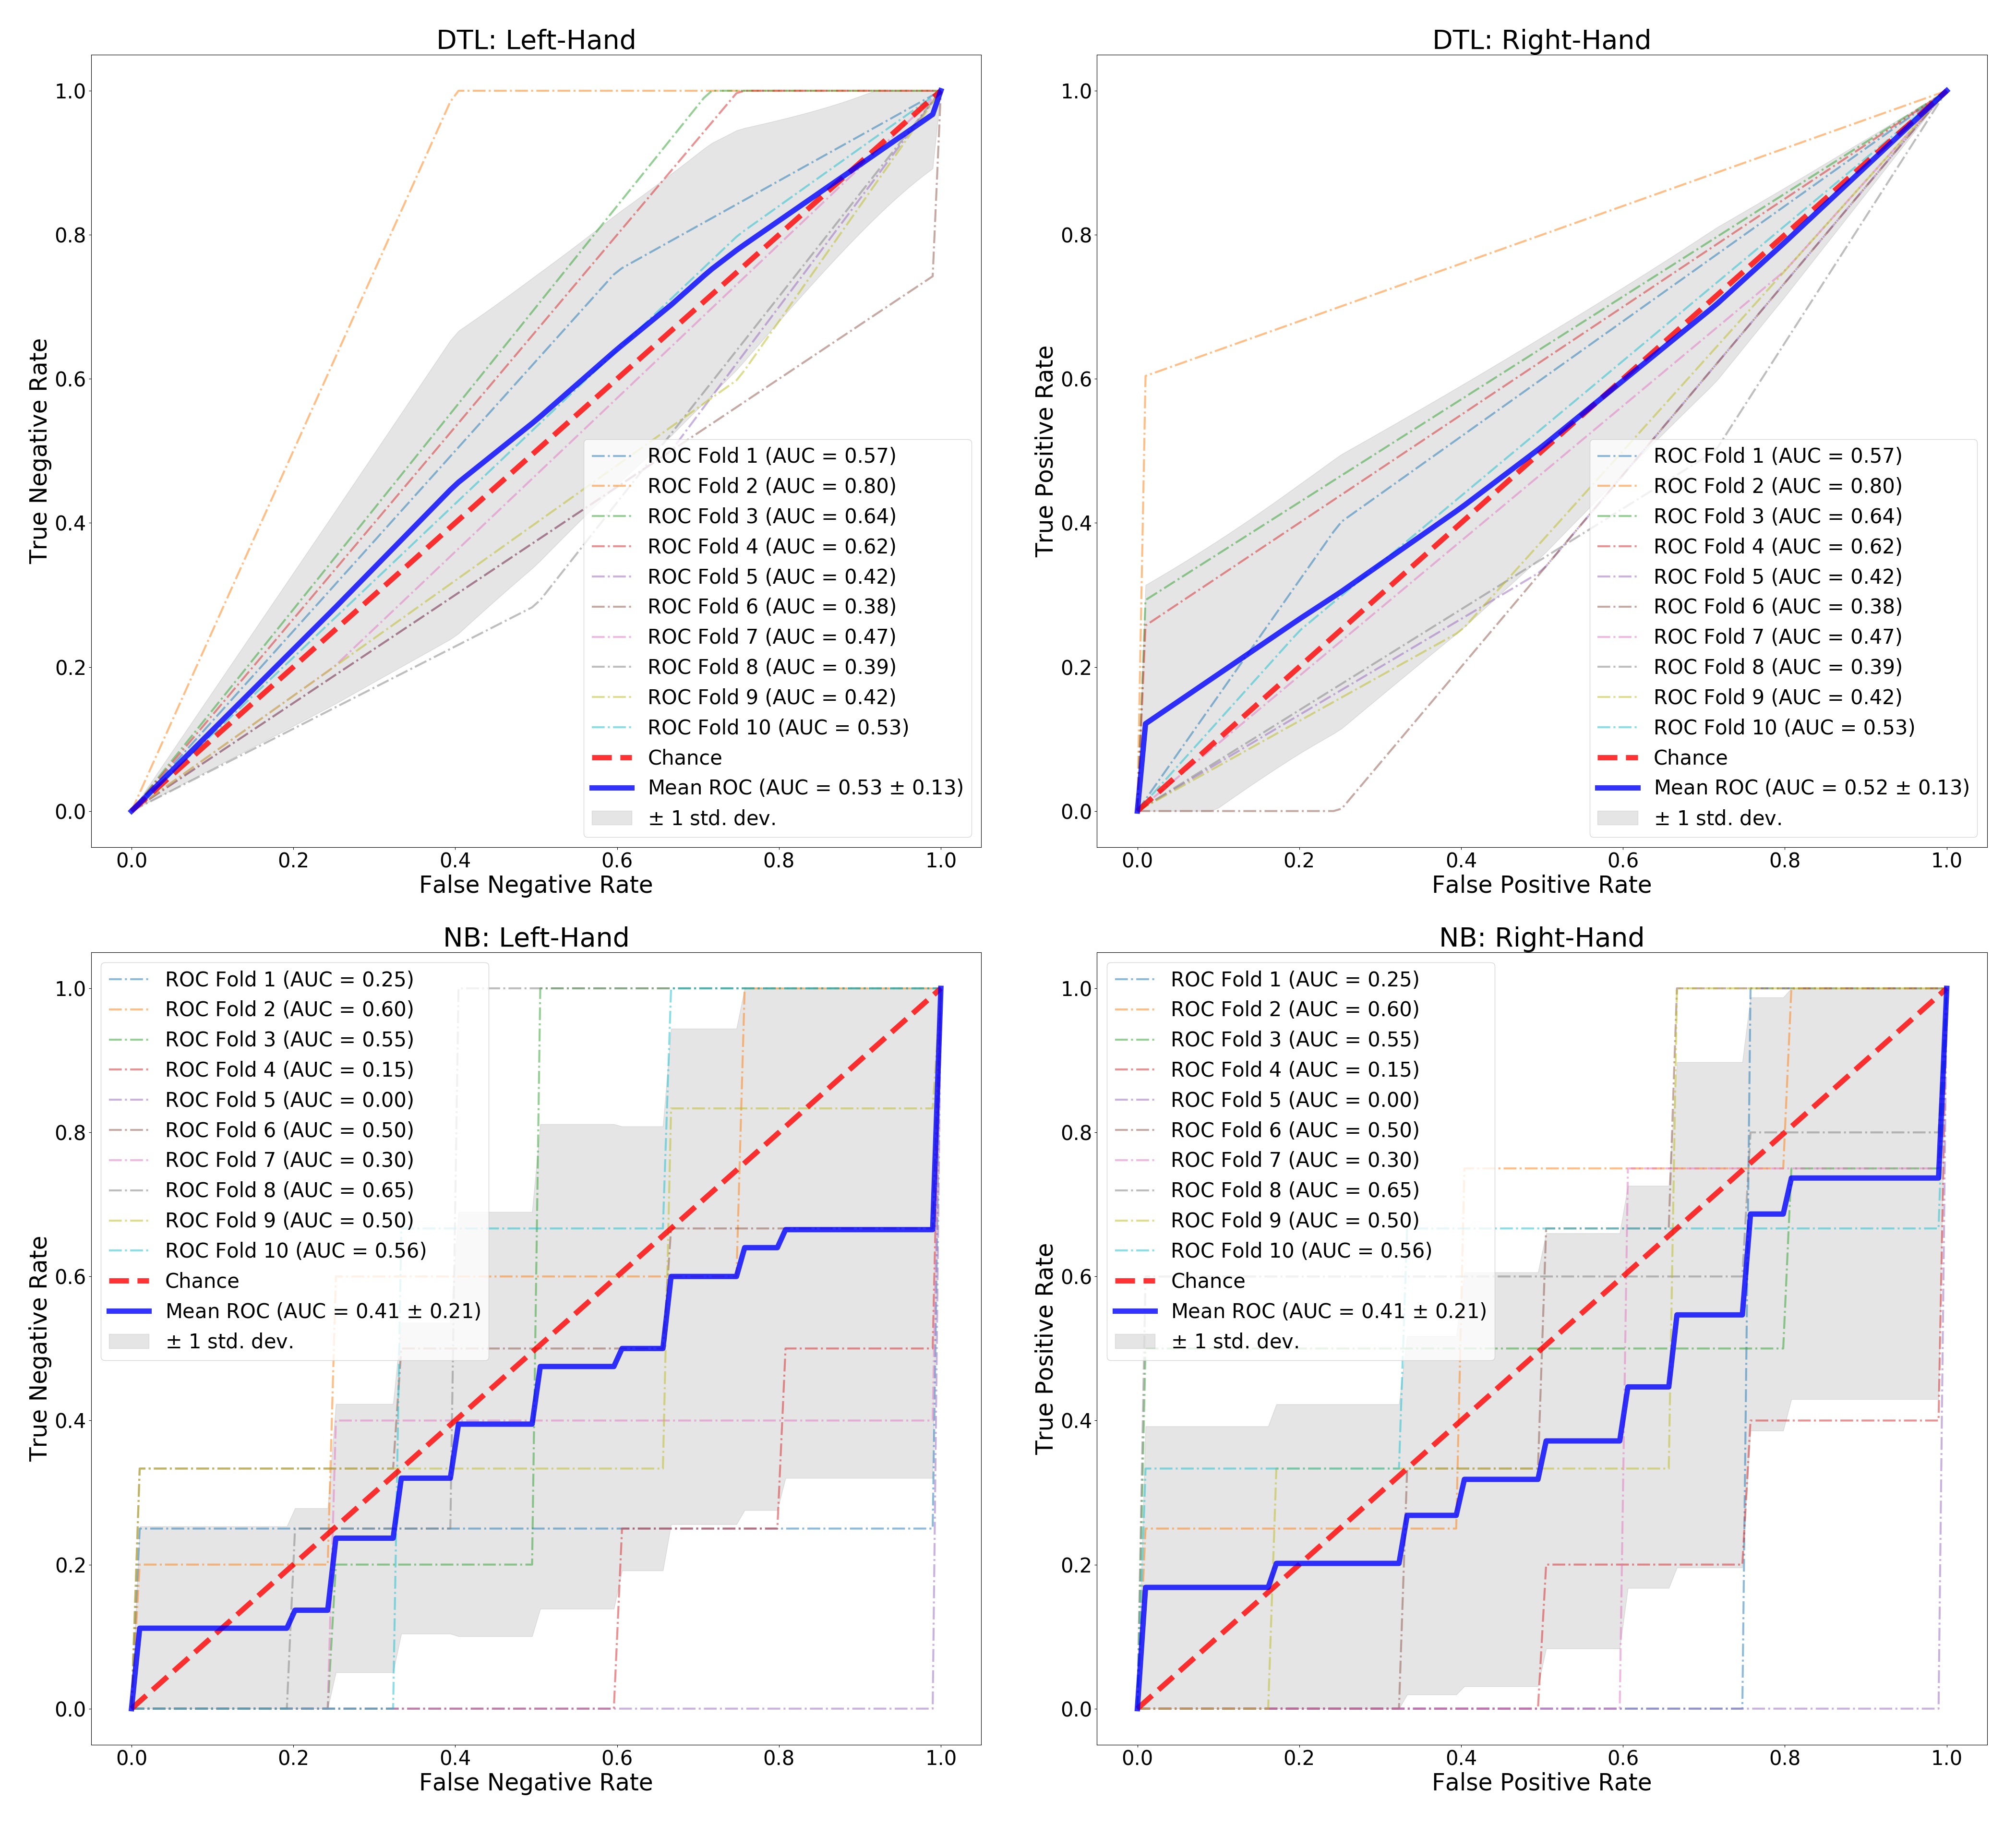 DTL: Left-Hand
True Negative Rate
1.0
0.8
0.6
0.4
0.2
0.0
ROC Fold 1 (AUC = 0.57)
ROC Fold 2 (AUC = 0.80)
ROC Fold 3 (AUC = 0.64)
ROC Fold 4 (AUC = 0.62)
ROC Fold 5 (AUC = 0.42)
ROC Fold 6 (AUC = 0.38)
ROC Fold 7 (AUC = 0.47)
ROC Fold 8 (AUC = 0.39)
ROC Fold 9 (AUC = 0.42)
ROC Fold 10 (AUC = 0.53)
Chance
Mean ROC (AUC = 0.53 ± 0.13)
± 1 std. dev.
0.0 0.2 0.4 0.6 0.8 1.0
False Negative Rate
DTL: Right-Hand
True Positive Rate
1.0
0.8
0.6
0.4
0.2
0.0
ROC Fold 1 (AUC = 0.57)
ROC Fold 2 (AUC = 0.80)
ROC Fold 3 (AUC = 0.64)
ROC Fold 4 (AUC = 0.62)
ROC Fold 5 (AUC = 0.42)
ROC Fold 6 (AUC = 0.38)
ROC Fold 7 (AUC = 0.47)
ROC Fold 8 (AUC = 0.39)
ROC Fold 9 (AUC = 0.42)
ROC Fold 10 (AUC = 0.53)
Chance
Mean ROC (AUC = 0.52 ± 0.13)
± 1 std. dev.
0.0 0.2 0.4 0.6 0.8 1.0
False Positive Rate
NB: Left-Hand
True Negative Rate
1.0
0.8
0.6
0.4
0.2
0.0
ROC Fold 1 (AUC = 0.25)
ROC Fold 2 (AUC = 0.60)
ROC Fold 3 (AUC = 0.55)
ROC Fold 4 (AUC = 0.15)
ROC Fold 5 (AUC = 0.00)
ROC Fold 6 (AUC = 0.50)
ROC Fold 7 (AUC = 0.30)
ROC Fold 8 (AUC = 0.65)
ROC Fold 9 (AUC = 0.50)
ROC Fold 10 (AUC = 0.56)
Chance
Mean ROC (AUC = 0.41 ± 0.21)
± 1 std. dev.
0.0 0.2 0.4 0.6 0.8 1.0
False Negative Rate
NB: Right-Hand
True Positive Rate
1.0
0.8
0.6
0.4
0.2
0.0
ROC Fold 1 (AUC = 0.25)
ROC Fold 2 (AUC = 0.60)
ROC Fold 3 (AUC = 0.55)
ROC Fold 4 (AUC = 0.15)
ROC Fold 5 (AUC = 0.00)
ROC Fold 6 (AUC = 0.50)
ROC Fold 7 (AUC = 0.30)
ROC Fold 8 (AUC = 0.65)
ROC Fold 9 (AUC = 0.50)
ROC Fold 10 (AUC = 0.56)
Chance
Mean ROC (AUC = 0.41 ± 0.21)
± 1 std. dev.
0.0 0.2 0.4 0.6 0.8 1.0
False Positive Rate